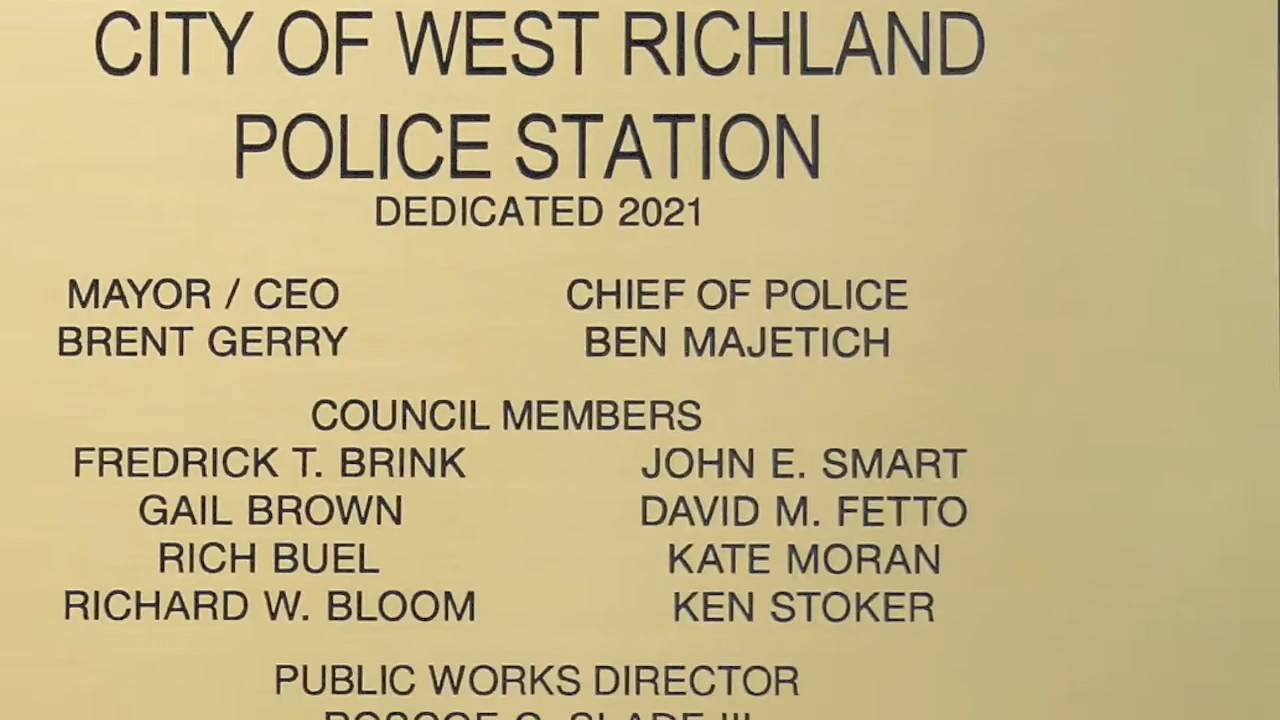 CITY OF WEST RICHLAND
POLICE STATION
DEDICATED 2021
MAYOR / CEO
BRENT GERRY
CHIEF OF POLICE
BEN MAJETICH
COUNCIL MEMBERS
FREDRICK T. BRINK
GAIL BROWN
RICH BUEL
RICHARD W. BLOOM
JOHN E. SMART
DAVID M. FETTO
KATE MORAN
KEN STOKER
PUBLIC WORKS DIRECTOR